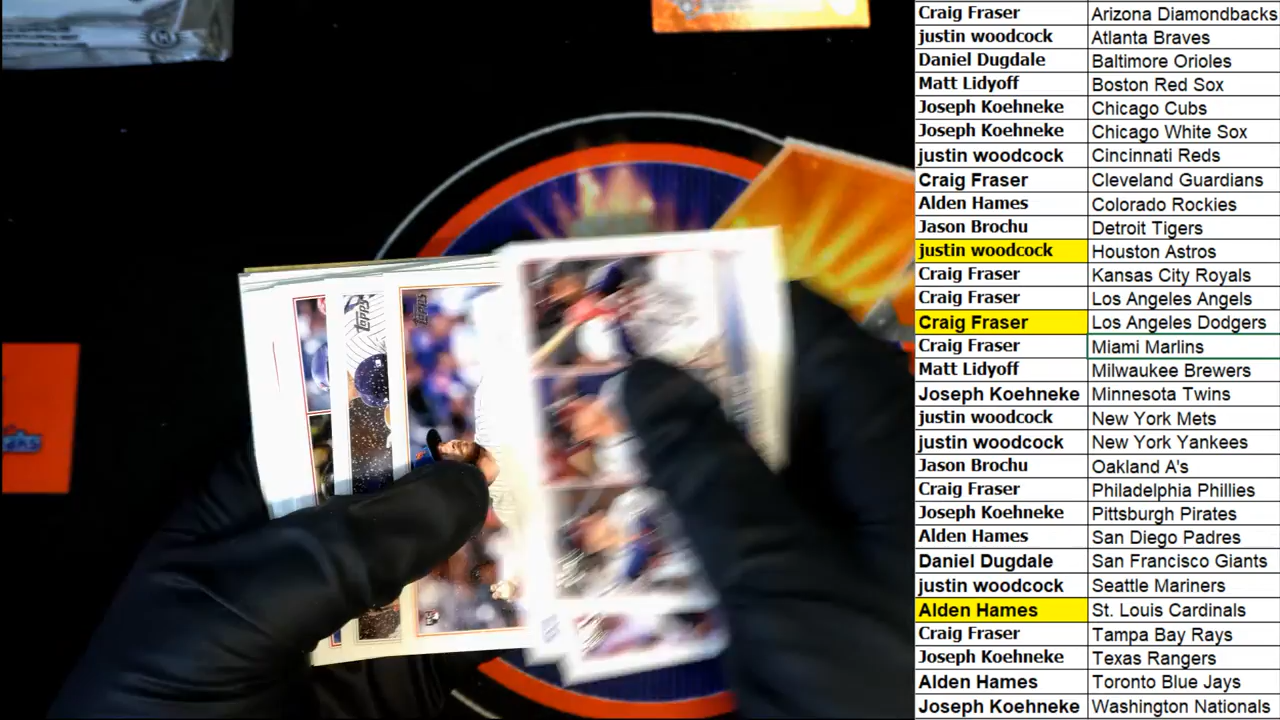 Craig Fraser Arizona Diamondbacks
justin woodcock Atlanta Braves
Daniel Dugdale Baltimore Orioles
Matt Lidyoff Boston Red Sox
Joseph Koehneke Chicago Cubs
Joseph Koehneke Chicago White Sox
justin woodcock Cincinnati Reds
Craig Fraser Cleveland Guardians
Alden Hames Colorado Rockies
Jason Brochu Detroit Tigers
justin woodcock Houston Astros
Craig Fraser Kansas City Royals
Craig Fraser Los Angeles Angels
Craig Fraser Los Angeles Dodgers
Craig Fraser Miami Marlins
Matt Lidyoff Milwaukee Brewers
Joseph Koehneke Minnesota Twins
justin woodcock New York Mets
justin woodcock New York Yankees
Jason Brochu Oakland A's
Craig Fraser Philadelphia Phillies
Joseph Koehneke Pittsburgh Pirates
Alden Hames San Diego Padres
Daniel Dugdale San Francisco Giants
justin woodcock Seattle Mariners
Alden Hames St. Louis Cardinals
Craig Fraser Tampa Bay Rays
Joseph Koehneke Texas Rangers
Alden Hames Toronto Blue Jays
Joseph Koehneke Washington Nationals
Topps
Topps